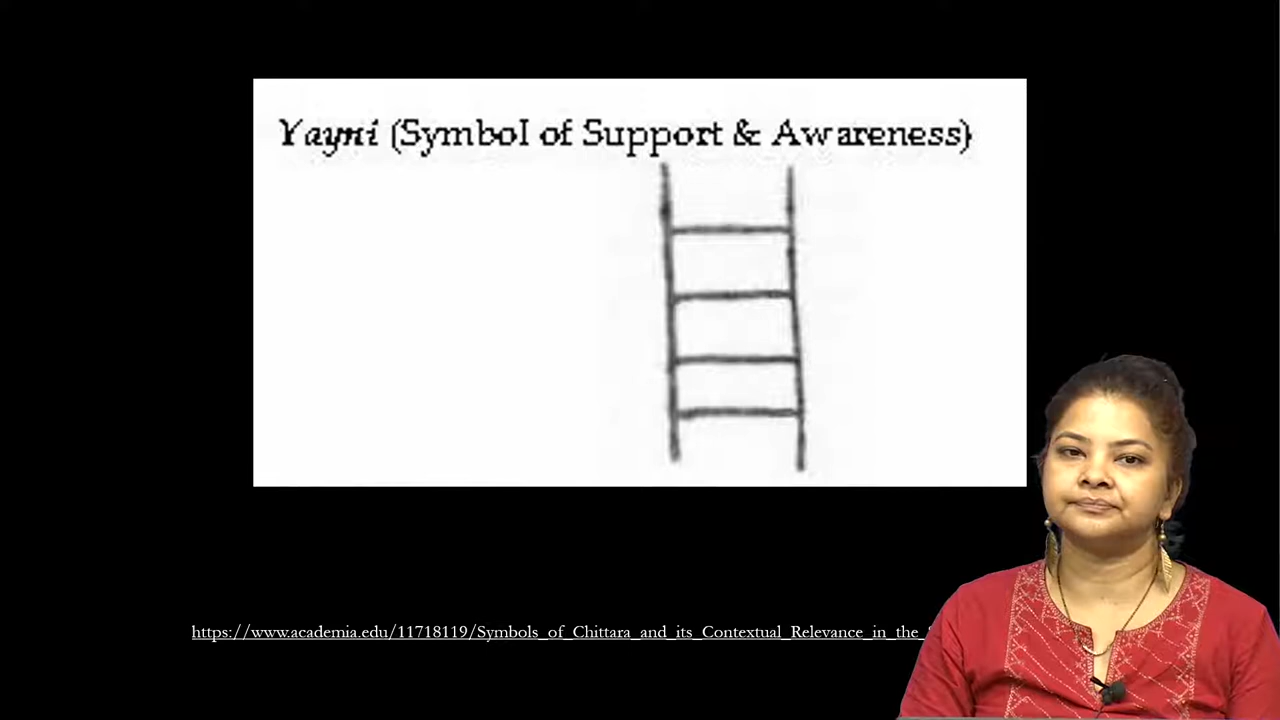 Yayni (Symbol of Support & Awareness)
https://www.academia.edu/11718119/Symbols_of_Chittara_and_its_Contextual_Relevance_in_the_